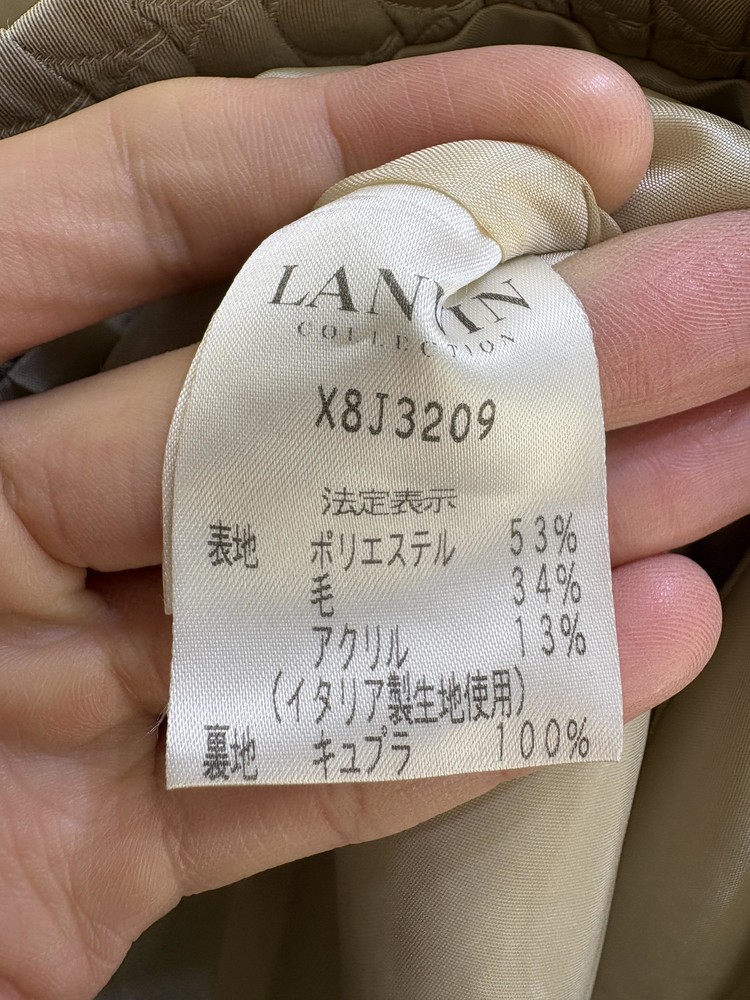 LANVIN
COLLECTION
X8J3209
法定表示
表地 ポリエステル 53%
毛 34%
アクリル 13%
(イタリア製生地使用)
裏地 キュプラ 100%